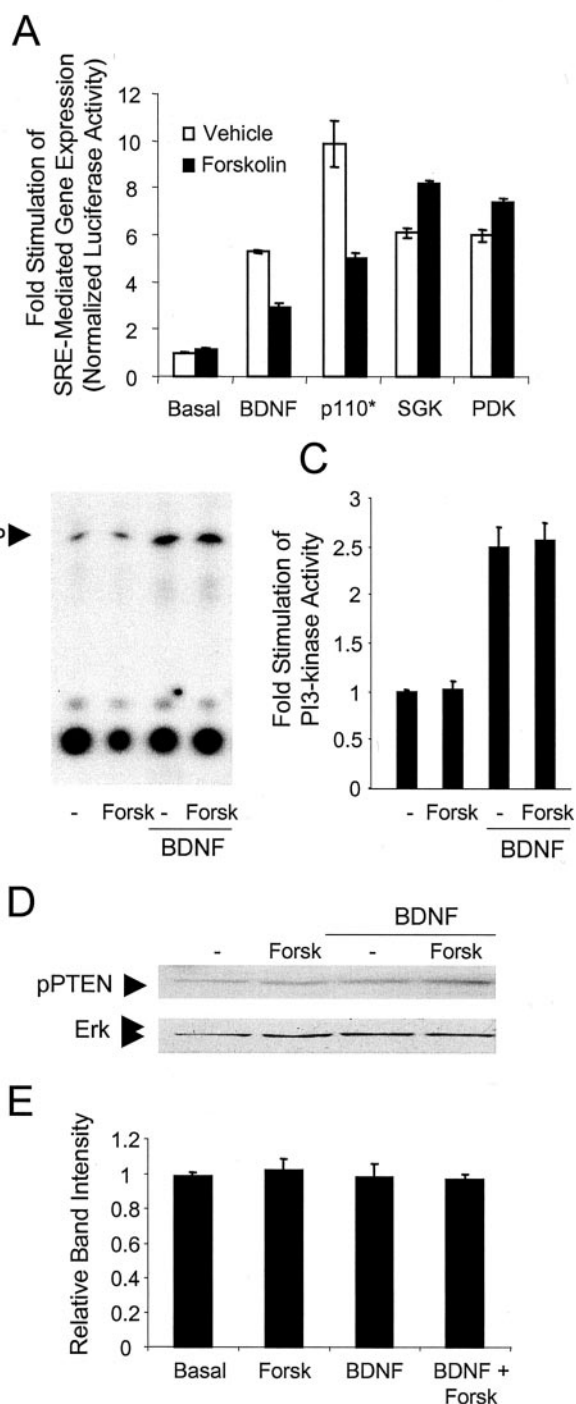 A
Fold Stimulation of
SRE-Mediated Gene Expression
(Normalized Luciferase Activity)
12
10
8
6
4
2
0
Vehicle
Forskolin
Basal BDNF p110* SGK PDK
- Forsk - Forsk
BDNF
C
Fold Stimulation of
PI3-kinase Activity
3
2.5
2
1.5
1
0.5
0
- Forsk - Forsk
BDNF
D
BDNF
- Forsk - Forsk
pPTEN
Erk
E
Relative Band Intensity
1.2
1
0.8
0.6
0.4
0.2
0
Basal Forsk BDNF BDNF +
Forsk